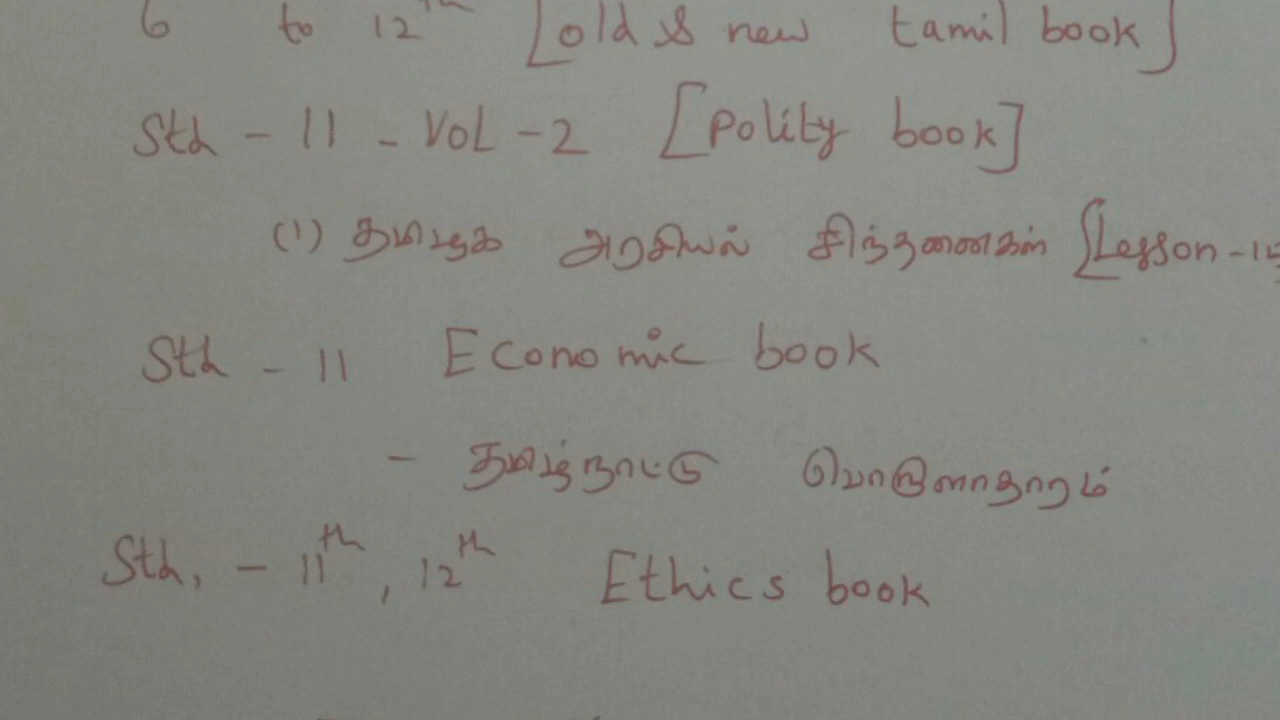 6 to 12th [old & new tamil book]
Std - 11 - Vol - 2 [Polity book]
(1) தமிழக அரசியல் சிந்தனைகள் [Lesson -
Std - 11 Economic book
- தமிழ்நாட்டு பொருளாதாரம்
Std, - 11th, 12th Ethics book